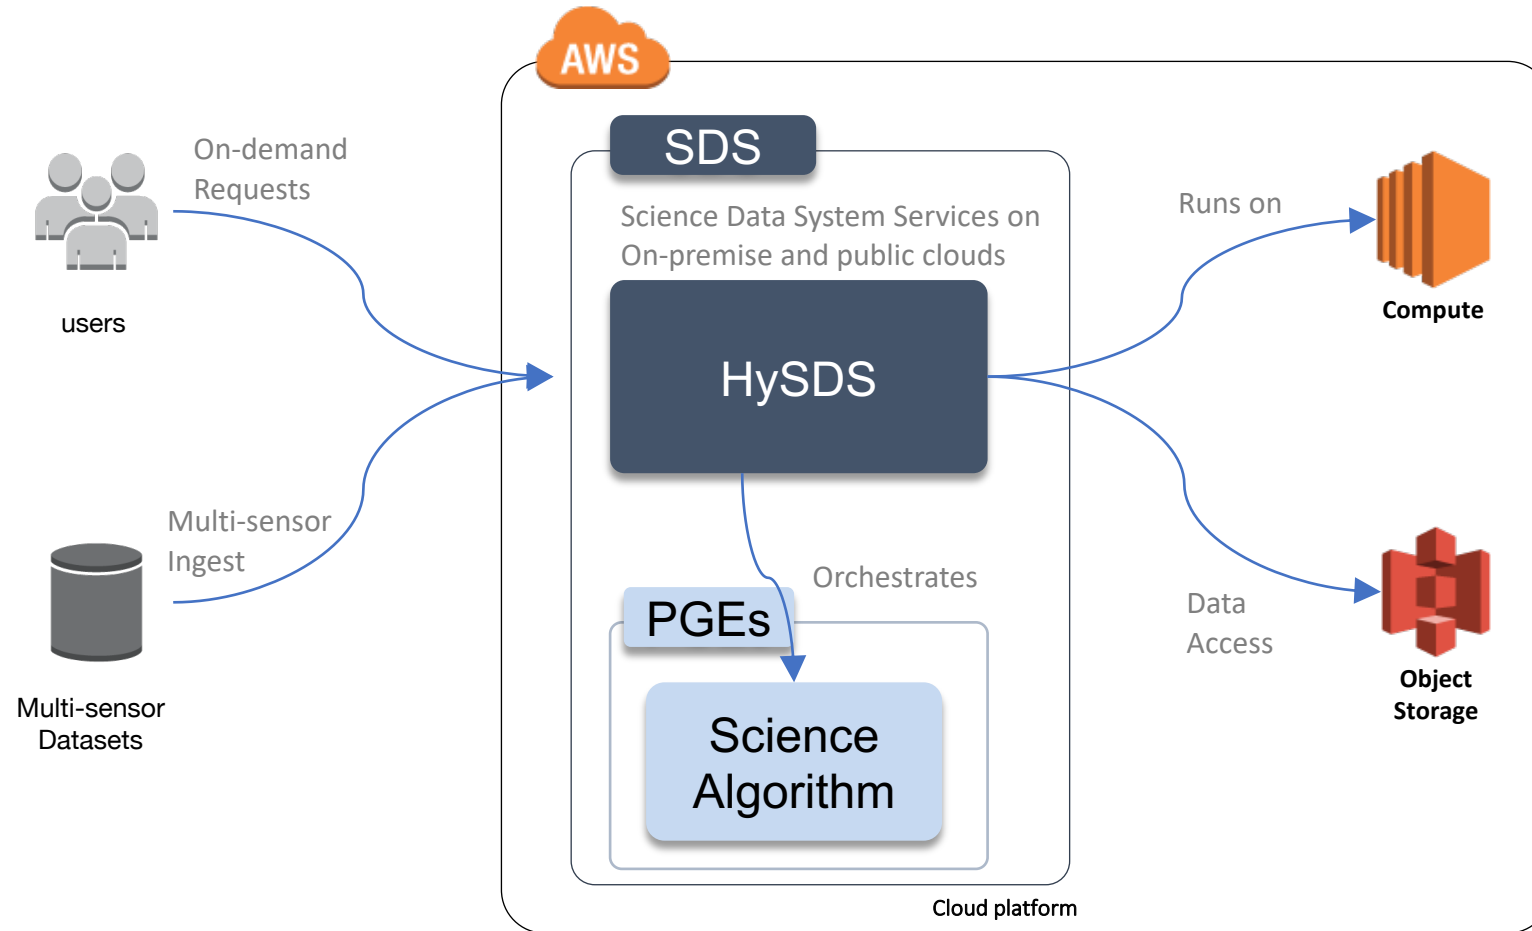 AWS
SDS
On-demand
Requests
Science Data System Services on
On-premise and public clouds
Runs on
users
Compute
HySDS
Multi-sensor
Ingest
Orchestrates
PGEs
Data
Access
Multi-sensor
Datasets
Object
Storage
Science
Algorithm
Cloud platform